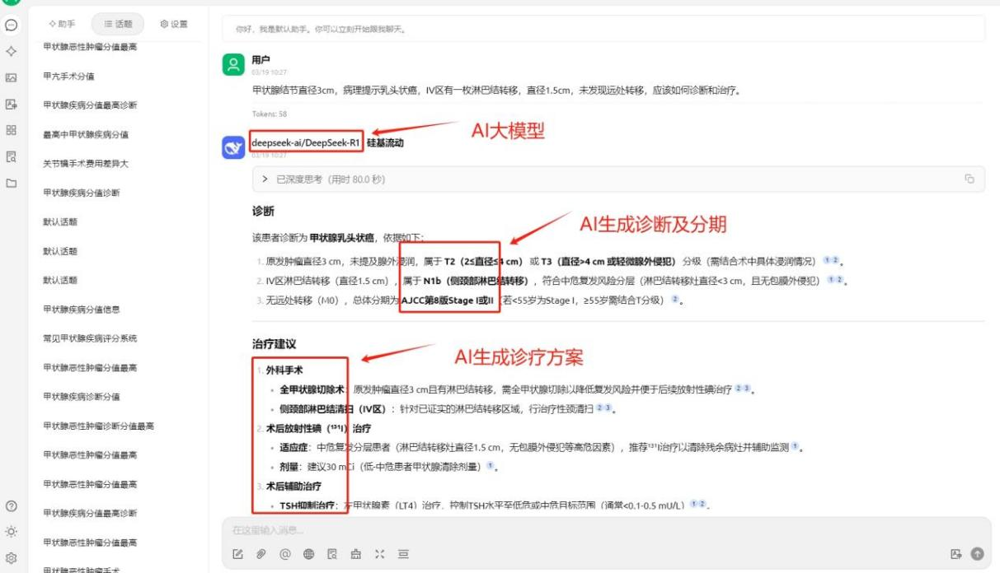 助手
话题
设置
甲状腺恶性肿瘤分值最高
甲亢手术分值
甲状腺疾病分值最高诊断
最高中甲状腺疾病分值
关节镜手术费用差异大
甲状腺疾病分值诊断
默认话题
默认话题
默认话题
甲状腺疾病分值信息
常见甲状腺疾病评分系统
甲状腺恶性肿瘤分值最高
甲状腺疾病诊断分值
甲状腺恶性肿瘤诊断分值最高
甲状腺恶性肿瘤分值最高
甲状腺恶性肿瘤分值最高
甲状腺疾病分值最高诊断
甲状腺恶性肿瘤分值最高
甲状腺恶性肿瘤手术
你好，我是默认助手。你可以立刻开始跟我聊天。
用户
03/19 10:27
甲状腺结节直径3cm，病理提示乳头状癌，IV区有一枚淋巴结转移，直径1.5cm，未发现远处转移，应该如何诊断和治疗。
Tokens: 58
AI大模型
deepseek-ai/DeepSeek-R1 | 硅基流动
03/19 10:27
已深度思考（用时 80.0 秒）
诊断
AI生成诊断及分期
该患者诊断为 甲状腺乳头状癌，依据如下：
1. 原发肿瘤直径3 cm，未提及腺外浸润，属于 T2（2≤直径≤4 cm） 或 T3（直径>4 cm 或轻微腺外侵犯） 分级（需结合术中具体浸润情况） 1 2。
2. IV区淋巴结转移（直径1.5 cm），属于 N1b（侧颈部淋巴结转移），符合中危复发风险分层（淋巴结转移灶直径<3 cm，且无包膜外侵犯） 1 2。
3. 无远处转移（M0），总体分期为 AJCC第8版Stage I或II（若<55岁为Stage I，≥55岁需结合T分级） 2。
治疗建议
AI生成诊疗方案
1. 外科手术
• 全甲状腺切除术：原发肿瘤直径3 cm且有淋巴结转移，需全甲状腺切除以降低复发风险并便于后续放射性碘治疗 2 3。
• 侧颈部淋巴结清扫（IV区）：针对已证实的淋巴结转移区域，行治疗性颈清扫 2 3。
2. 术后放射性碘（¹³¹I）治疗
• 适应症：中危复发分层患者（淋巴结转移灶直径1.5 cm，无包膜外侵犯等高危因素），推荐¹³¹I治疗以清除残余病灶并辅助监测 1。
• 剂量：建议30 mCi（低-中危患者甲状腺清除剂量） 1。
3. 术后辅助治疗
• TSH抑制治疗：左甲状腺素（LT4）治疗，控制TSH水平至低危或中危目标范围（通常<0.1-0.5 mU/L） 1 2。
在这里输入消息...